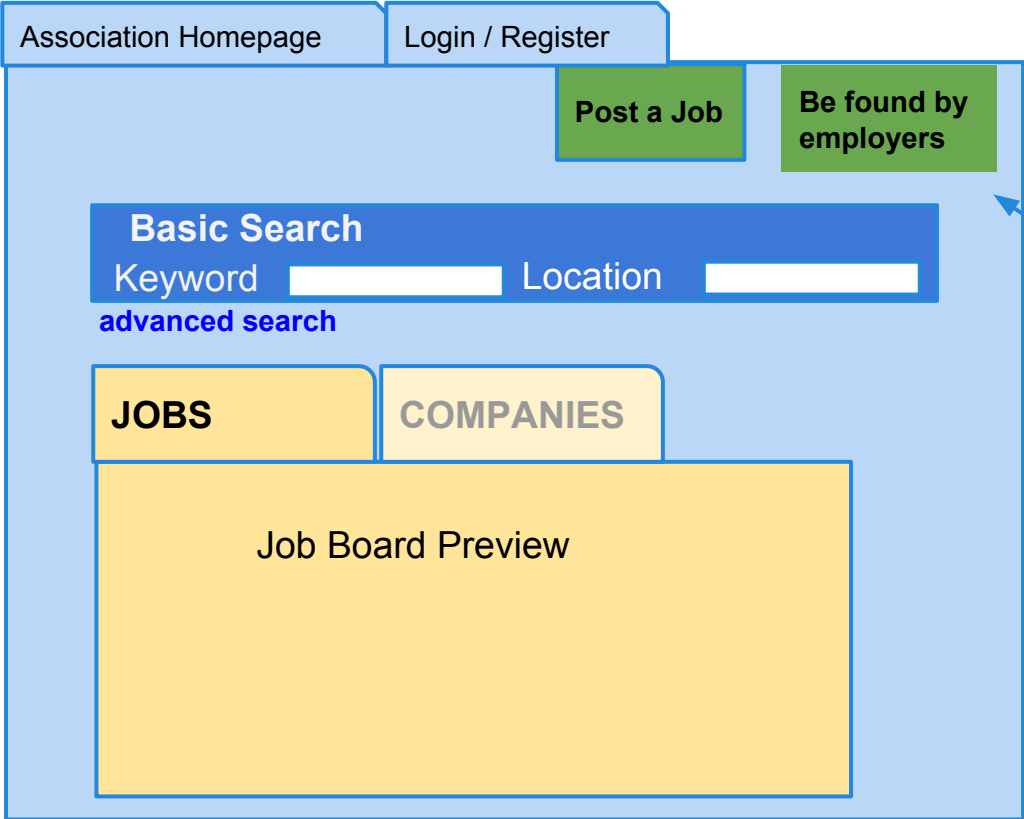 Association Homepage
Login / Register
Post a Job
Be found by
employers
Basic Search
Keyword
Location
advanced search
JOBS
COMPANIES
Job Board Preview